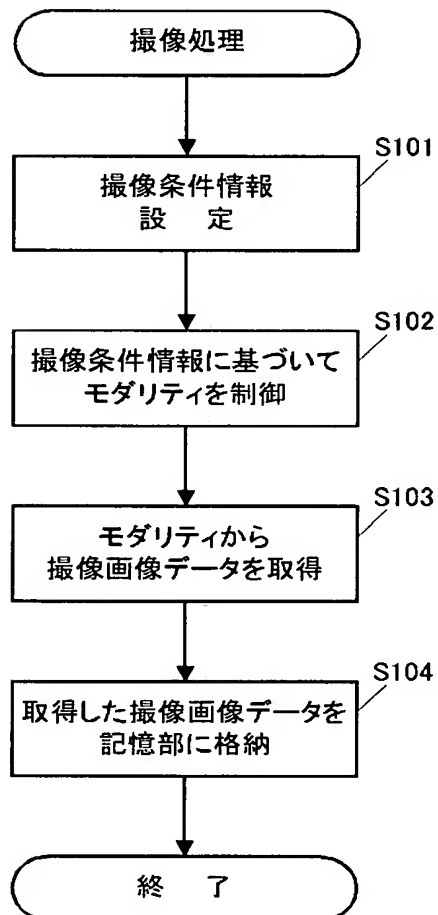 撮像処理
S101
撮像条件情報
設 定
S102
撮像条件情報に基づいて
モダリティを制御
S103
モダリティから
撮像画像データを取得
S104
取得した撮像画像データを
記憶部に格納
終 了